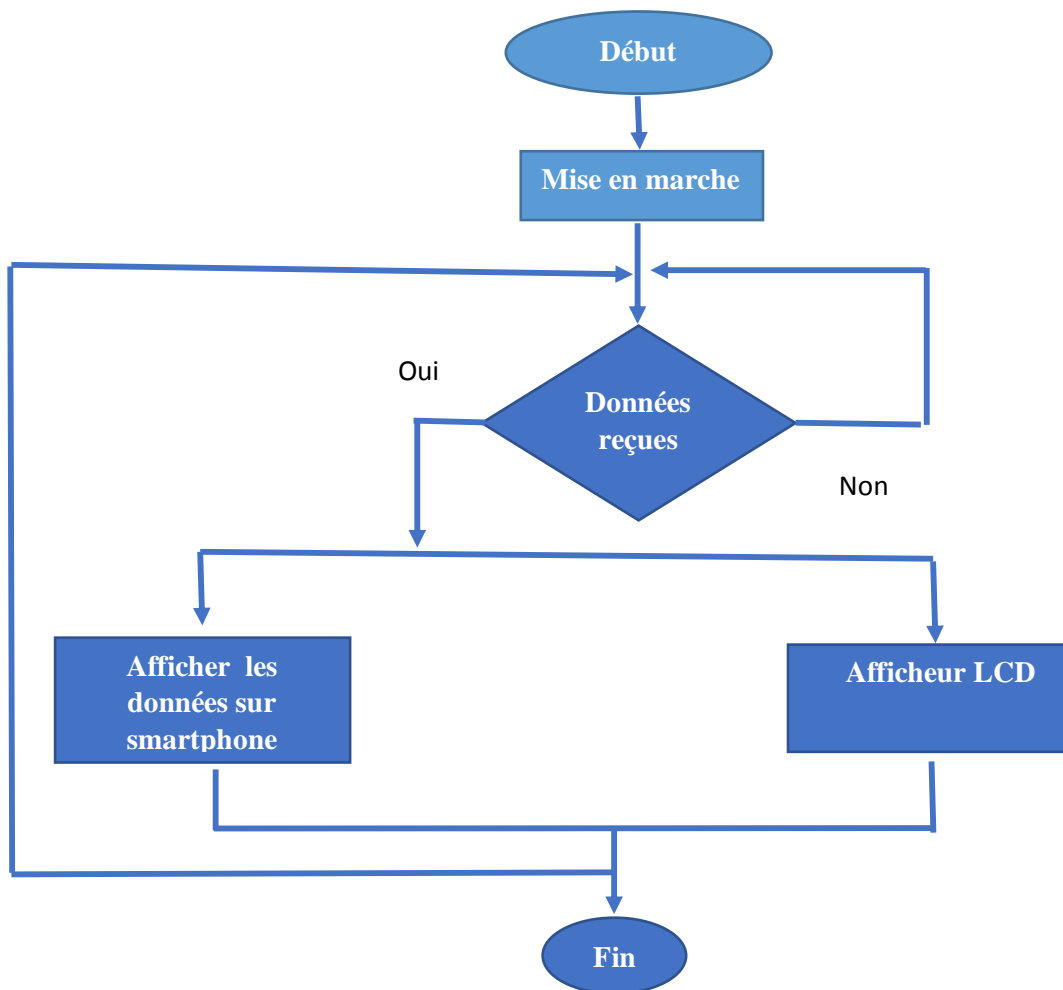 Début
Mise en marche
Oui
Données
reçues
Non
Afficher les
données sur
smartphone
Afficheur LCD
Fin